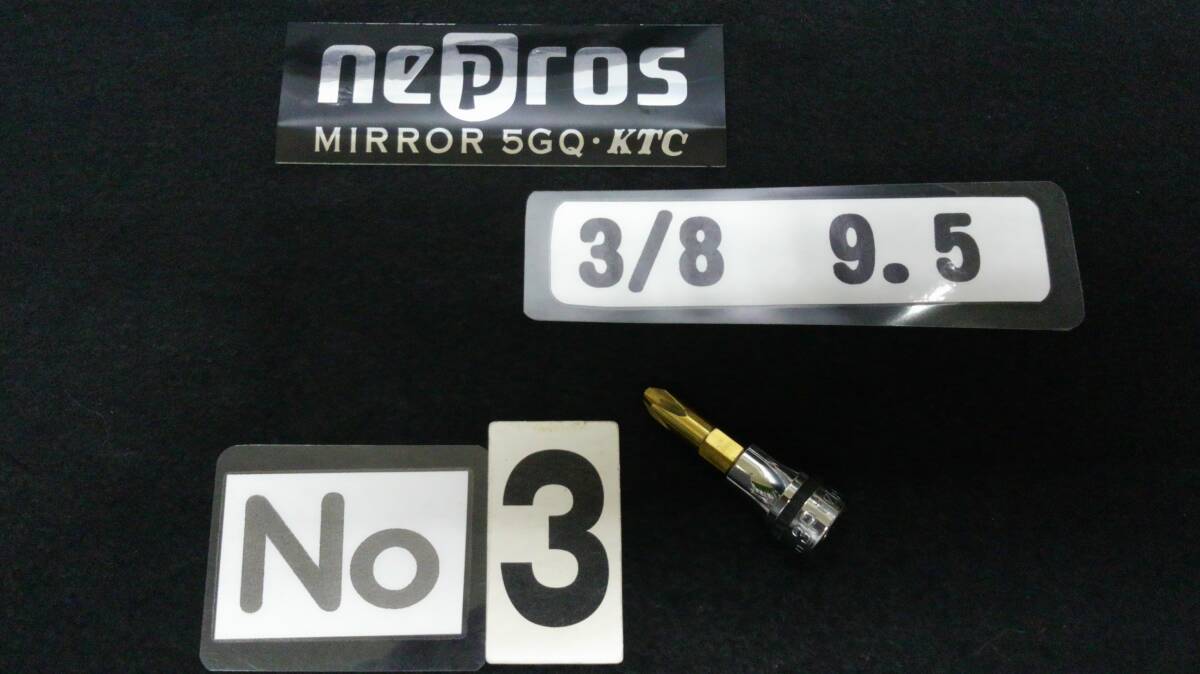 nepros
MIRROR 5GQ・KTC
3/8 9.5
No 3